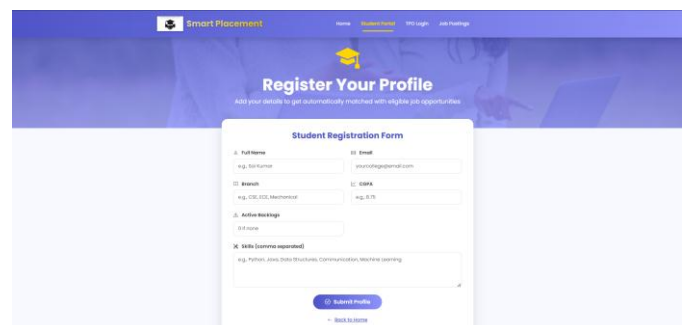 Smart Placement
Home Student Portal TPO Login Job Postings
Register Your Profile
Add your details to get automatically matched with eligible job opportunities
Student Registration Form
Full Name Email
e.g., Sai Kumar yourcollege@email.com
Branch CGPA
e.g., CSE, ECE, Mechanical e.g., 8.75
Active Backlogs
0 if none
Skills (comma separated)
e.g., Python, Java, Data Structures, Communication, Machine Learning
Submit Profile
← Back to Home